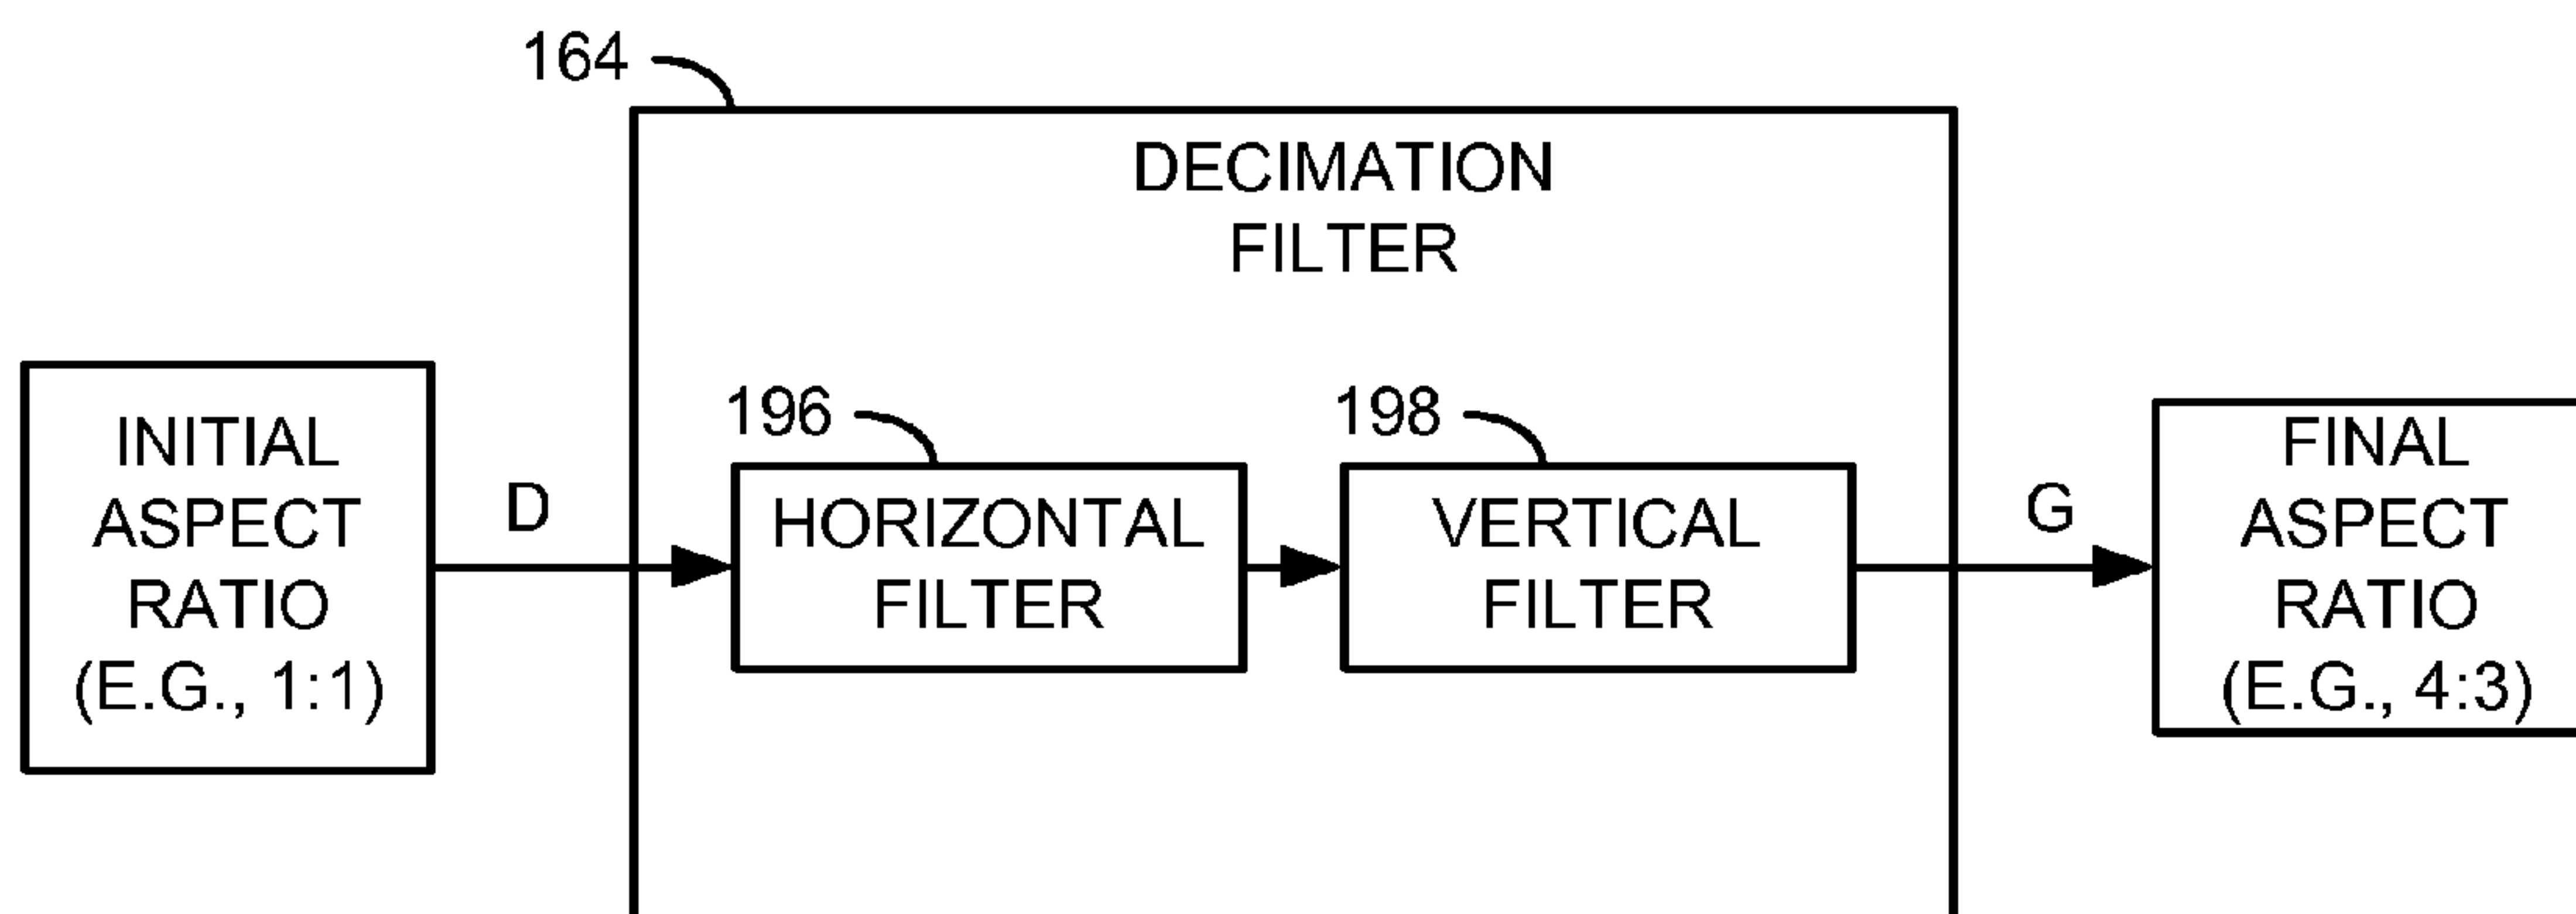 164
DECIMATION
FILTER
INITIAL
ASPECT
RATIO
(E.G., 1:1)
D
196
HORIZONTAL
FILTER
198
VERTICAL
FILTER
G
FINAL
ASPECT
RATIO
(E.G., 4:3)